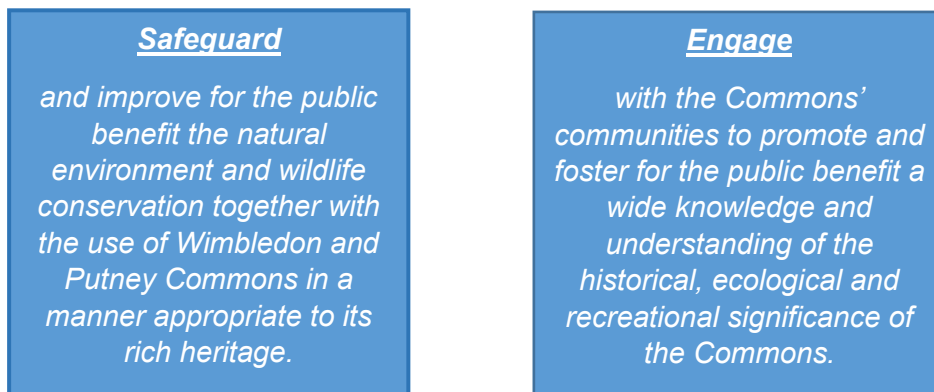 Safeguard
and improve for the public
benefit the natural
environment and wildlife
conservation together with
the use of Wimbledon and
Putney Commons in a
manner appropriate to its
rich heritage.
Engage
with the Commons’
communities to promote and
foster for the public benefit a
wide knowledge and
understanding of the
historical, ecological and
recreational significance of
the Commons.